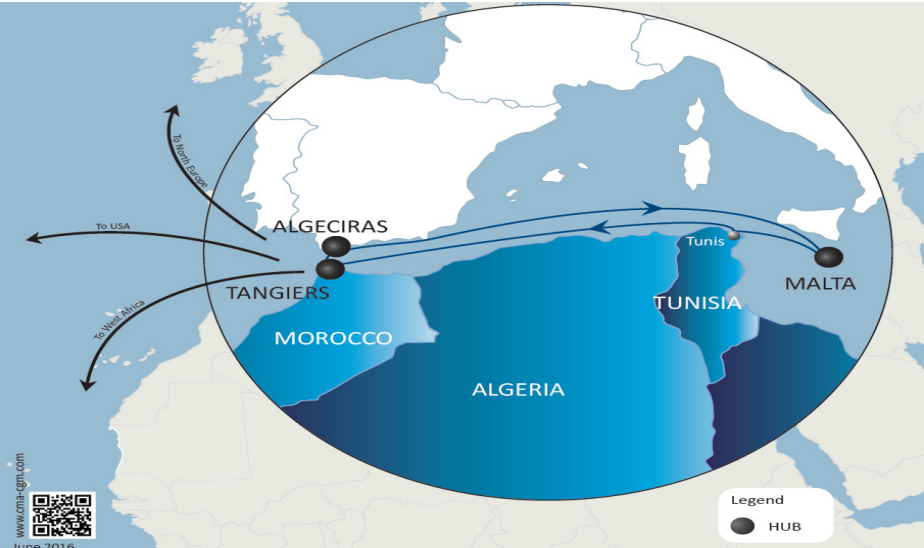 To North Europe
To USA
To West Africa
ALGECIRAS
TANGIERS
MOROCCO
ALGERIA
Tunis
TUNISIA
MALTA
www.cma-cgm.com
June 2016
Legend
HUB